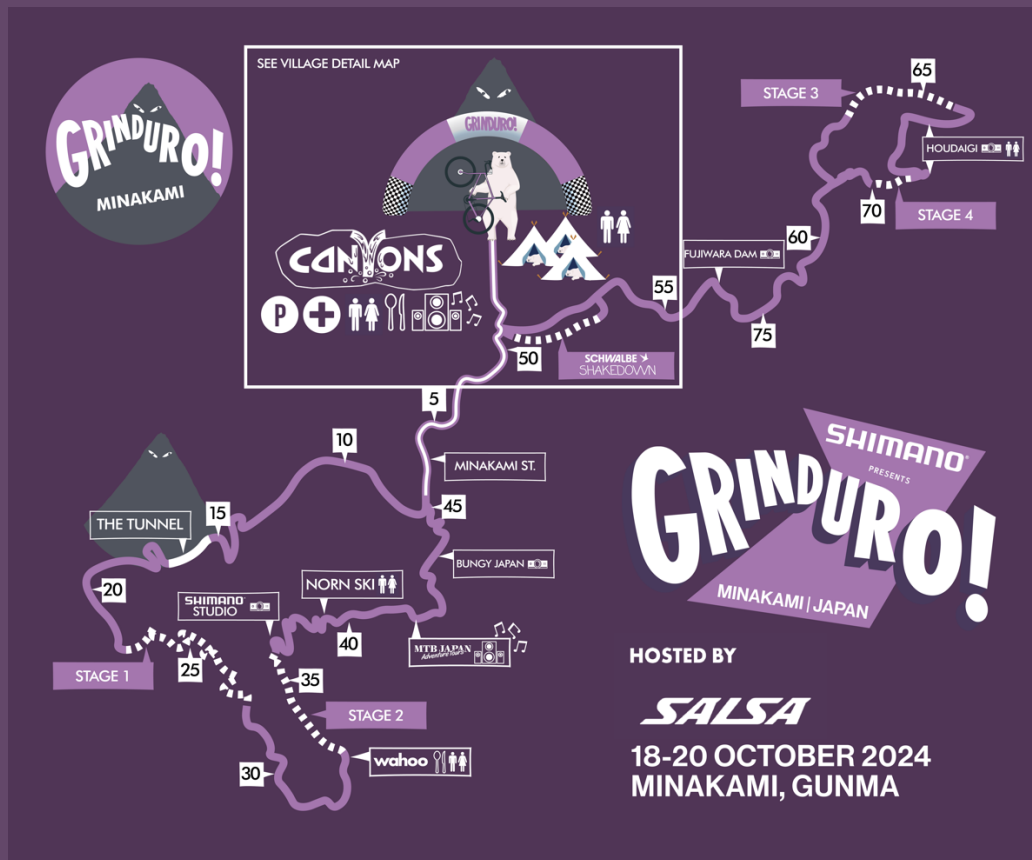 GRINDURO!
MINAKAMI
SEE VILLAGE DETAIL MAP
GRINDURO!
CANYONS
P
50
SCHWALBE
SHAKEDOWN
55
FUJIWARA DAM
75
60
STAGE 3
65
HOUDAIGI
70
STAGE 4
5
MINAKAMI ST.
10
45
THE TUNNEL
15
BUNGY JAPAN
20
SHIMANO
STUDIO
NORN SKI
40
MTB JAPAN
Adventure Tours
STAGE 1
25
35
STAGE 2
wahoo
30
SHIMANO
PRESENTS
GRINDURO!
MINAKAMI | JAPAN
HOSTED BY
SALSA
18-20 OCTOBER 2024
MINAKAMI, GUNMA